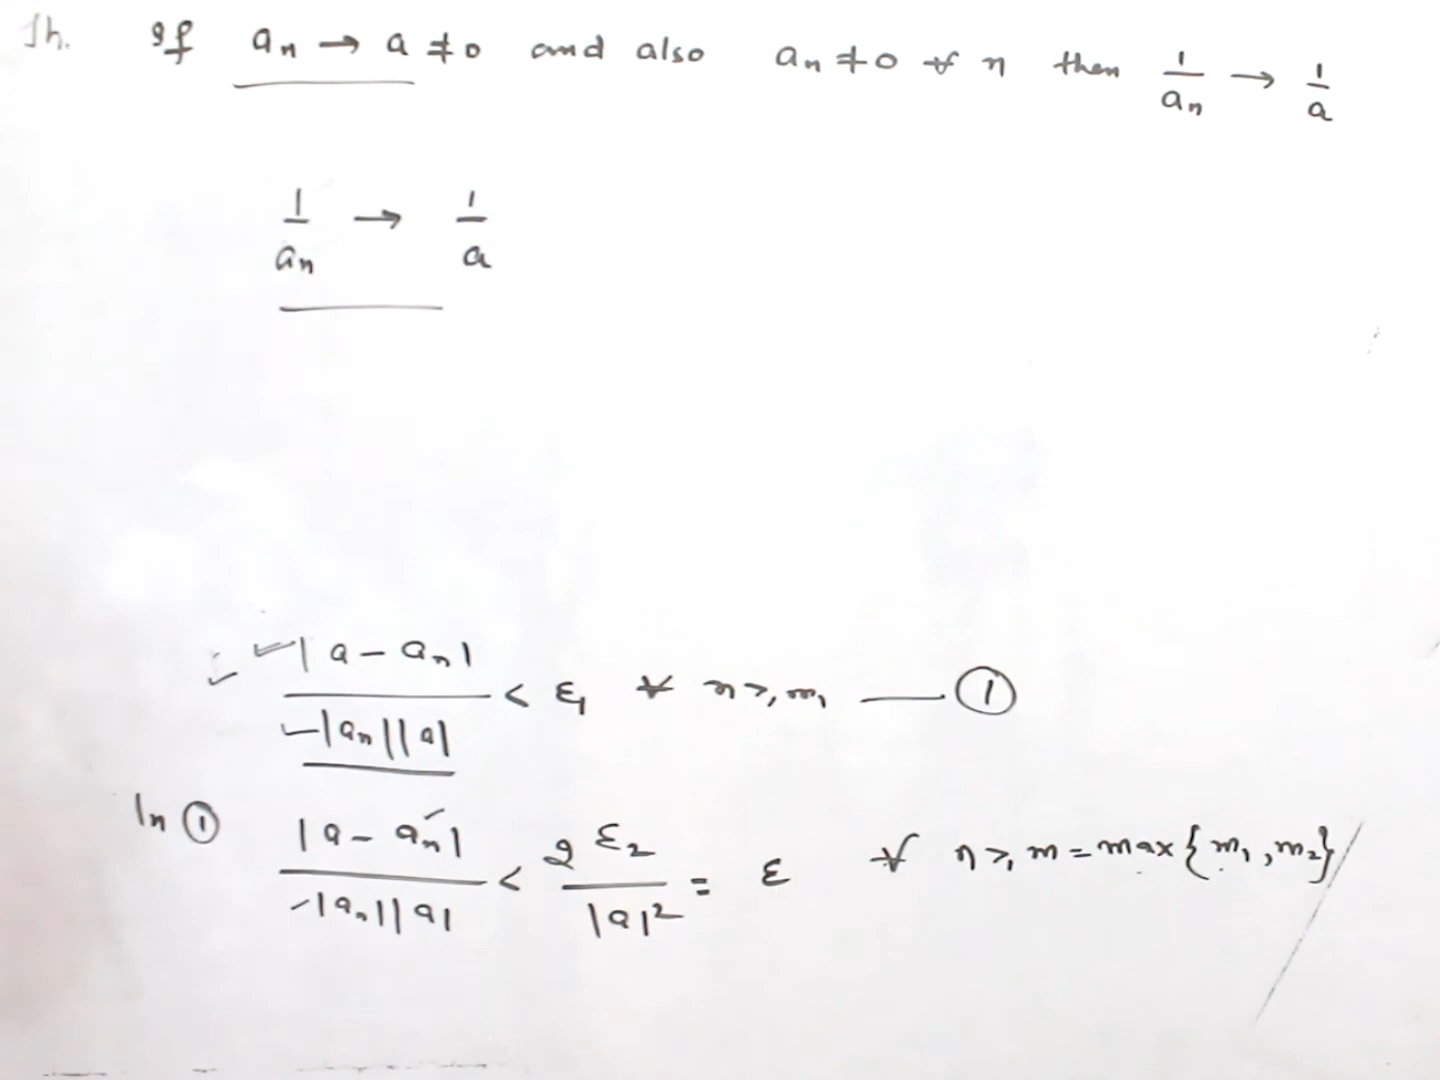 Th. If aₙ → a ≠ 0 and also aₙ ≠ 0 ∀ n then 1/aₙ → 1/a
1/aₙ → 1/a
|a - aₙ| / |aₙ||a| < ε₁ ∀ n ≥ m₁ —— ①
In ① |a - aₙ| / |aₙ||a| < 2ε₂ / |a|² = ε ∀ n ≥ m = max{m₁, m₂}